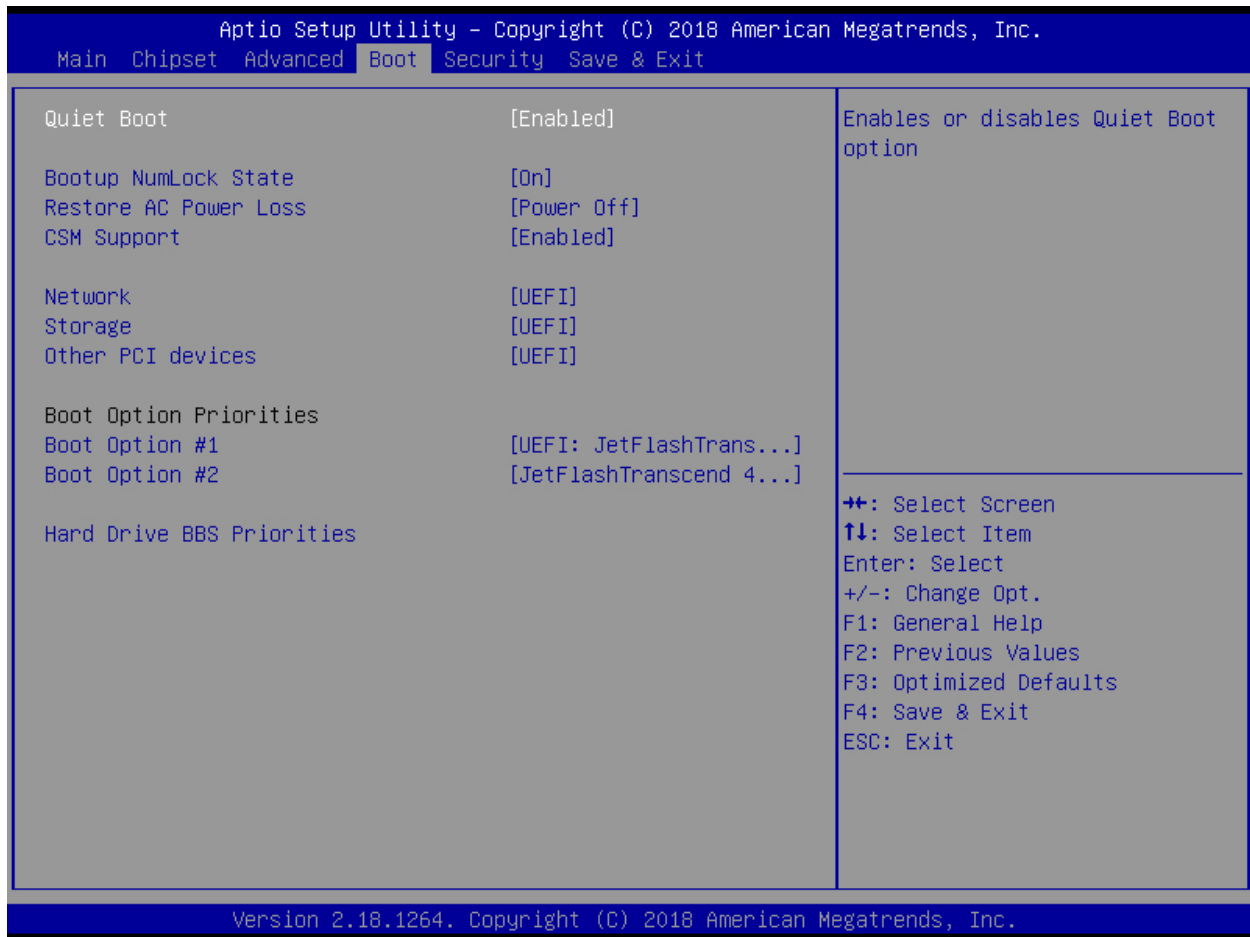 Aptio Setup Utility – Copyright (C) 2018 American Megatrends, Inc.
Main Chipset Advanced Boot Security Save & Exit
Quiet Boot [Enabled]
Bootup NumLock State [On]
Restore AC Power Loss [Power Off]
CSM Support [Enabled]
Network [UEFI]
Storage [UEFI]
Other PCI devices [UEFI]
Boot Option Priorities
Boot Option #1 [UEFI: JetFlashTrans...]
Boot Option #2 [JetFlashTranscend 4...]
Hard Drive BBS Priorities
Enables or disables Quiet Boot
option
→←: Select Screen
↑↓: Select Item
Enter: Select
+/-: Change Opt.
F1: General Help
F2: Previous Values
F3: Optimized Defaults
F4: Save & Exit
ESC: Exit
Version 2.18.1264. Copyright (C) 2018 American Megatrends, Inc.